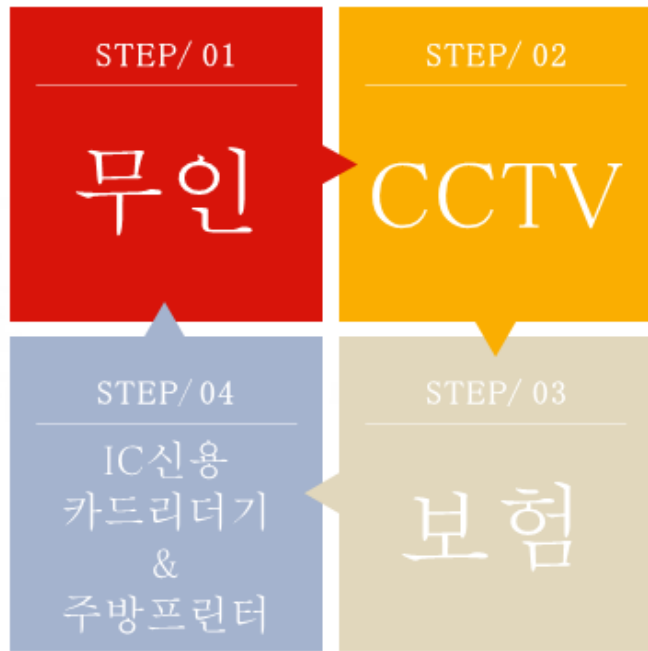 STEP/ 01
무인
STEP/ 02
CCTV
STEP/ 03
보험
STEP/ 04
IC신용
카드리더기
&
주방프린터